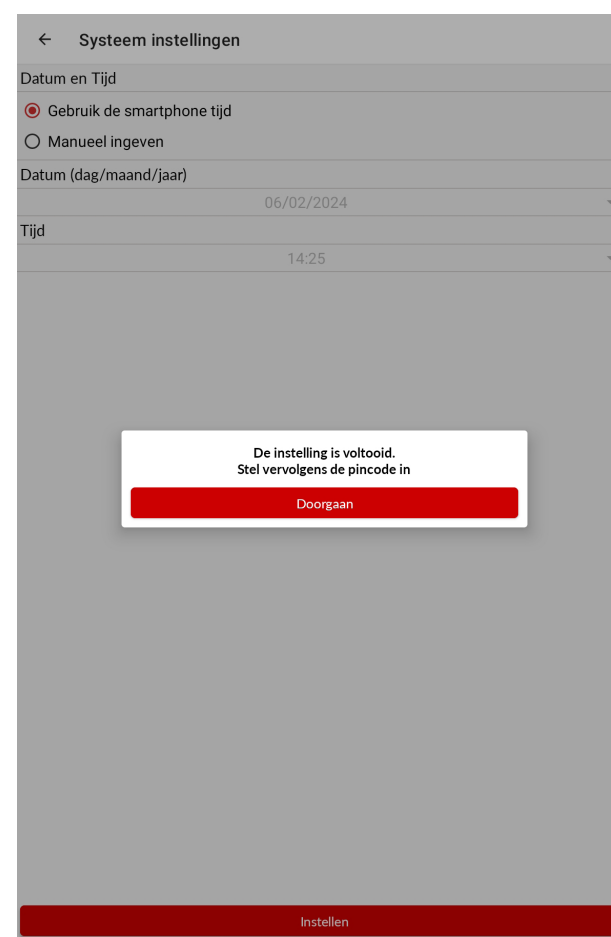 Systeem instellingen
Datum en Tijd
Gebruik de smartphone tijd
Manueel ingeven
Datum (dag/maand/jaar)
06/02/2024
Tijd
14:25
De instelling is voltooid.
Stel vervolgens de pincode in
Doorgaan
Instellen